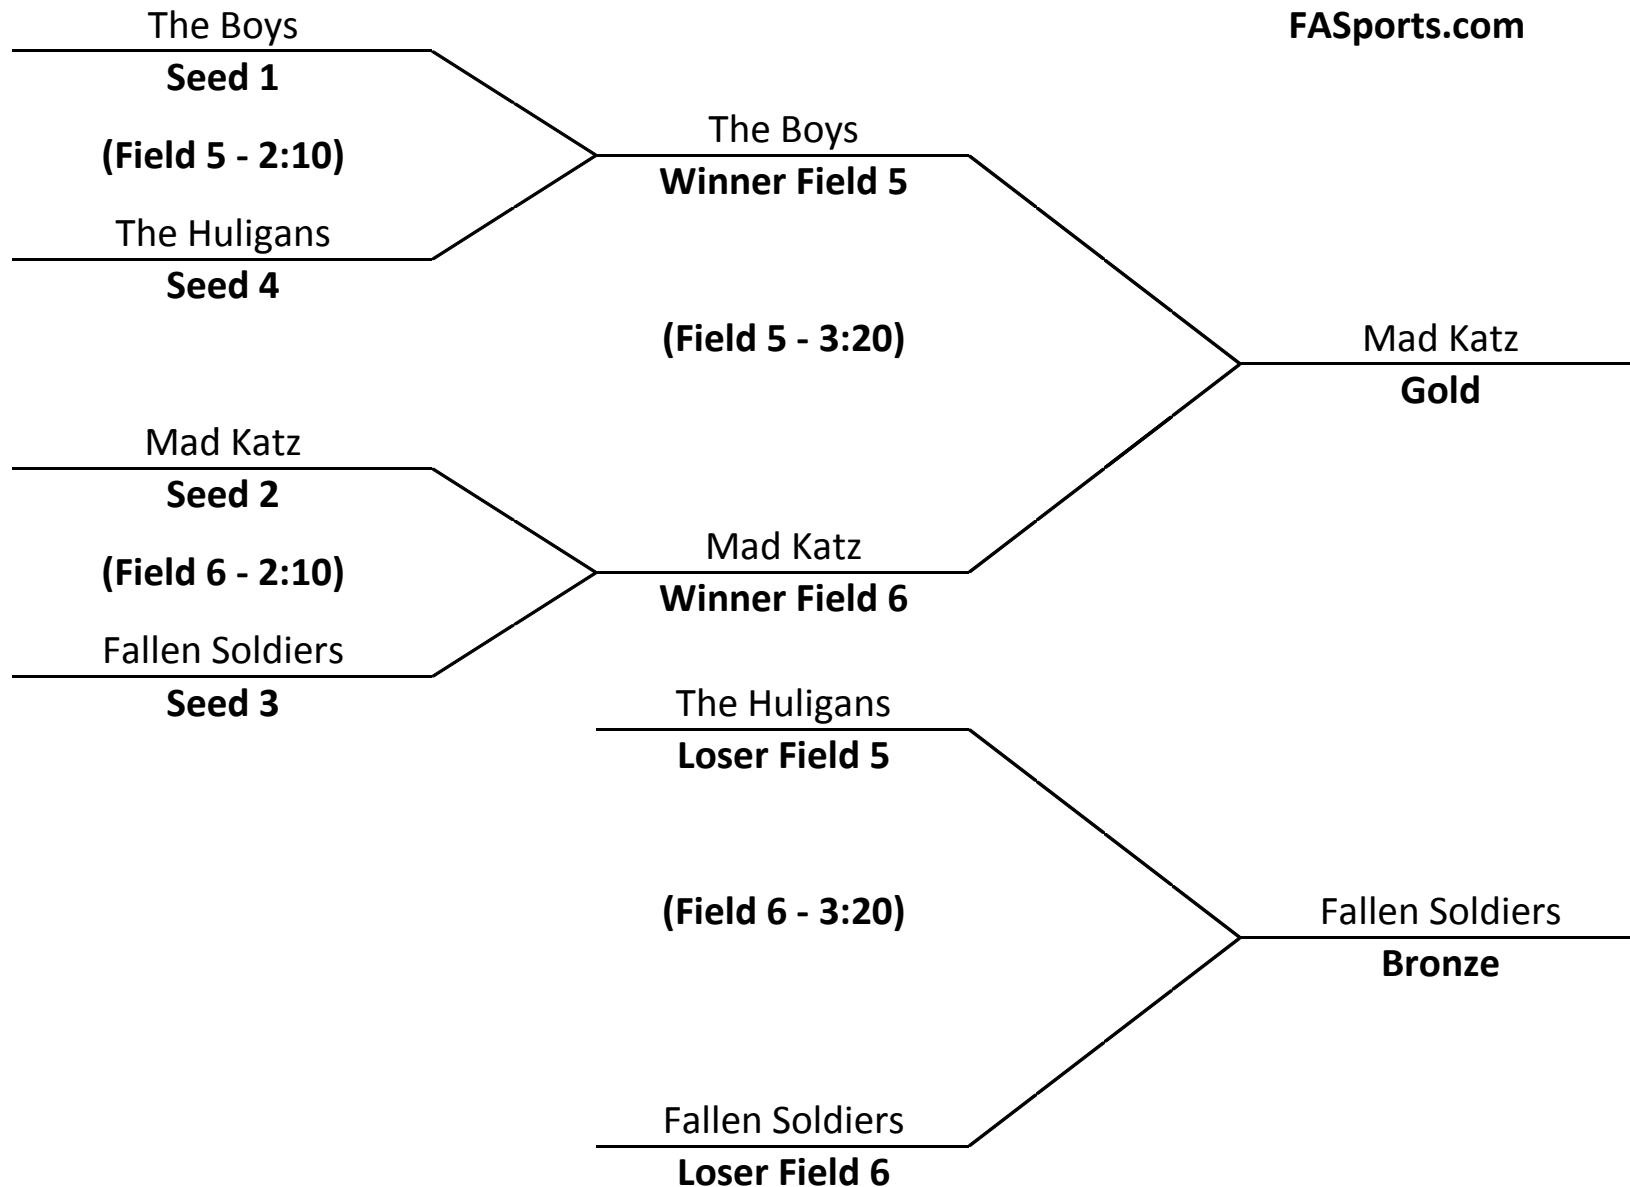 The Boys
FASports.com
Seed 1
The Boys
(Field 5 - 2:10)
Winner Field 5
The Huligans
Seed 4
(Field 5 - 3:20)
Mad Katz
Gold
Mad Katz
Seed 2
Mad Katz
(Field 6 - 2:10)
Winner Field 6
Fallen Soldiers
Seed 3
The Huligans
Loser Field 5
(Field 6 - 3:20)
Fallen Soldiers
Bronze
Fallen Soldiers
Loser Field 6